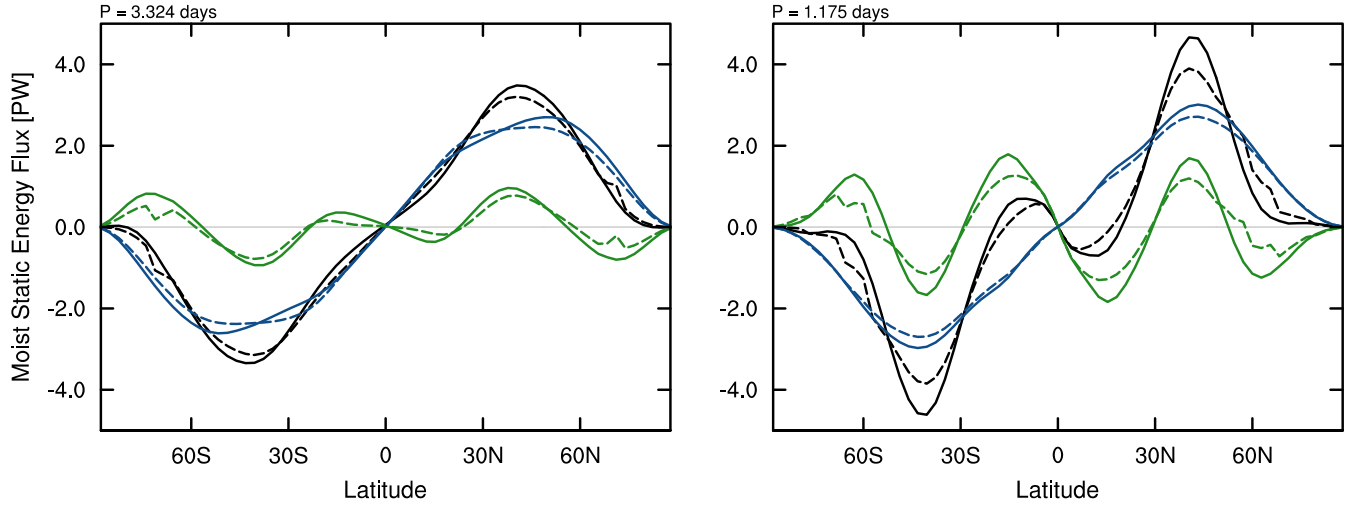 P = 3.324 days
P = 1.175 days
Moist Static Energy Flux [PW]
4.0
2.0
0.0
-2.0
-4.0
60S
30S
0
30N
60N
Latitude
4.0
2.0
0.0
-2.0
-4.0
60S
30S
0
30N
60N
Latitude